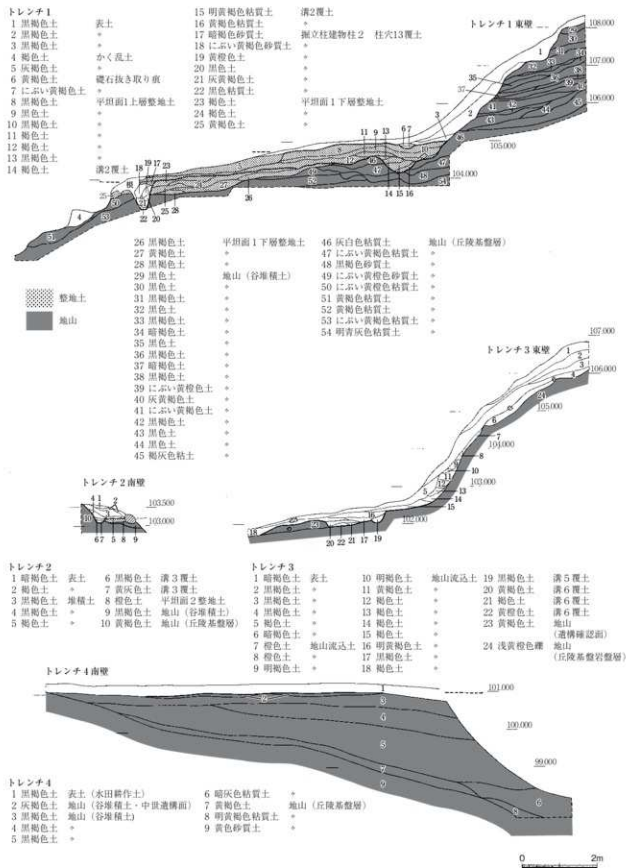 トレンチ1
1 黒褐色土 表土
2 黒褐色土 〃
3 黒褐色土 〃
4 褐色土 かく乱土
5 灰褐色土 〃
6 黄褐色土 礎石抜き取り痕
7 にぶい黄褐色土 〃
8 黒褐色土 平坦面1上層整地土
9 黒色土 〃
10 黒褐色土 〃
11 褐色土 〃
12 褐色土 〃
13 黒褐色土 〃
14 褐色土 溝2覆土
15 明黄褐色粘質土 溝2覆土
16 黄褐色粘質土 〃
17 暗褐色砂質土 掘立柱建物柱2 柱穴13覆土
18 にぶい黄褐色砂質土 〃
19 黄橙色土 〃
20 黒色土 〃
21 灰黄褐色土 〃
22 黒色粘質土 〃
23 褐色土 平坦面1下層整地土
24 褐色土 〃
25 黄褐色土 〃
トレンチ1東壁
108.000
107.000
106.000
105.000
104.000
26 黒褐色土 平坦面1下層整地土
27 黄褐色土 〃
28 黒褐色土 〃
29 黒色土 地山(谷堆積土)
30 黒色土 〃
31 黒褐色土 〃
32 黒色土 〃
33 黒褐色土 〃
34 暗褐色土 〃
35 黒色土 〃
36 黒褐色土 〃
37 暗褐色土 〃
38 黒褐色土 〃
39 にぶい黄橙色土 〃
40 灰黄褐色土 〃
41 にぶい黄褐色土 〃
42 黒褐色土 〃
43 黒色土 〃
44 黒色土 〃
45 褐灰色粘土 〃
46 灰白色粘質土 地山(丘陵基盤層)
47 にぶい黄褐色粘質土 〃
48 黒褐色砂質土 〃
49 にぶい黄橙色砂質土 〃
50 にぶい黄橙色粘質土 〃
51 黄褐色粘質土 〃
52 黄褐色粘質土 〃
53 にぶい黄褐色粘質土 〃
54 明青灰色粘質土 〃
整地土
地山
トレンチ3東壁
107.000
106.000
105.000
104.000
103.000
102.000
トレンチ2南壁
103.500
103.000
トレンチ2
1 暗褐色土 表土
2 褐色土 〃
3 黒褐色土 堆積土
4 黒褐色土 〃
5 褐色土 〃
6 黒褐色土 溝3覆土
7 黄灰色土 溝3覆土
8 橙色土 平坦面2整地土
9 黒褐色土 地山(谷堆積土)
10 黄褐色土 地山(丘陵基盤層)
トレンチ3
1 暗褐色土 表土
2 黒褐色土 〃
3 黒褐色土 〃
4 黒褐色土 〃
5 褐色土 〃
6 暗褐色土 〃
7 橙色土 地山流込土
8 橙色土 〃
9 明褐色土 〃
10 明褐色土 地山流込土
11 黄褐色土 〃
12 褐色土 〃
13 橙色土 〃
14 褐色土 〃
15 褐色土 〃
16 明黄褐色土 〃
17 黒褐色土 〃
18 褐色土 〃
19 黒褐色土 溝5覆土
20 黄褐色土 溝6覆土
21 褐色土 溝6覆土
22 黄橙色土 溝6覆土
23 黄褐色土 地山
(遺構確認面)
24 浅黄橙色礫 地山
(丘陵基盤岩盤層)
トレンチ4南壁
101.000
100.000
99.000
トレンチ4
1 黒褐色土 表土(水田耕作土)
2 灰褐色土 地山(谷堆積土・中世遺構面)
3 黒褐色土 地山(谷堆積土)
4 黒褐色土 〃
5 黒褐色土 〃
6 暗灰色粘質土 〃
7 黄褐色土 地山(丘陵基盤層)
8 明黄褐色粘質土 〃
9 黄色砂質土 〃
0 2m